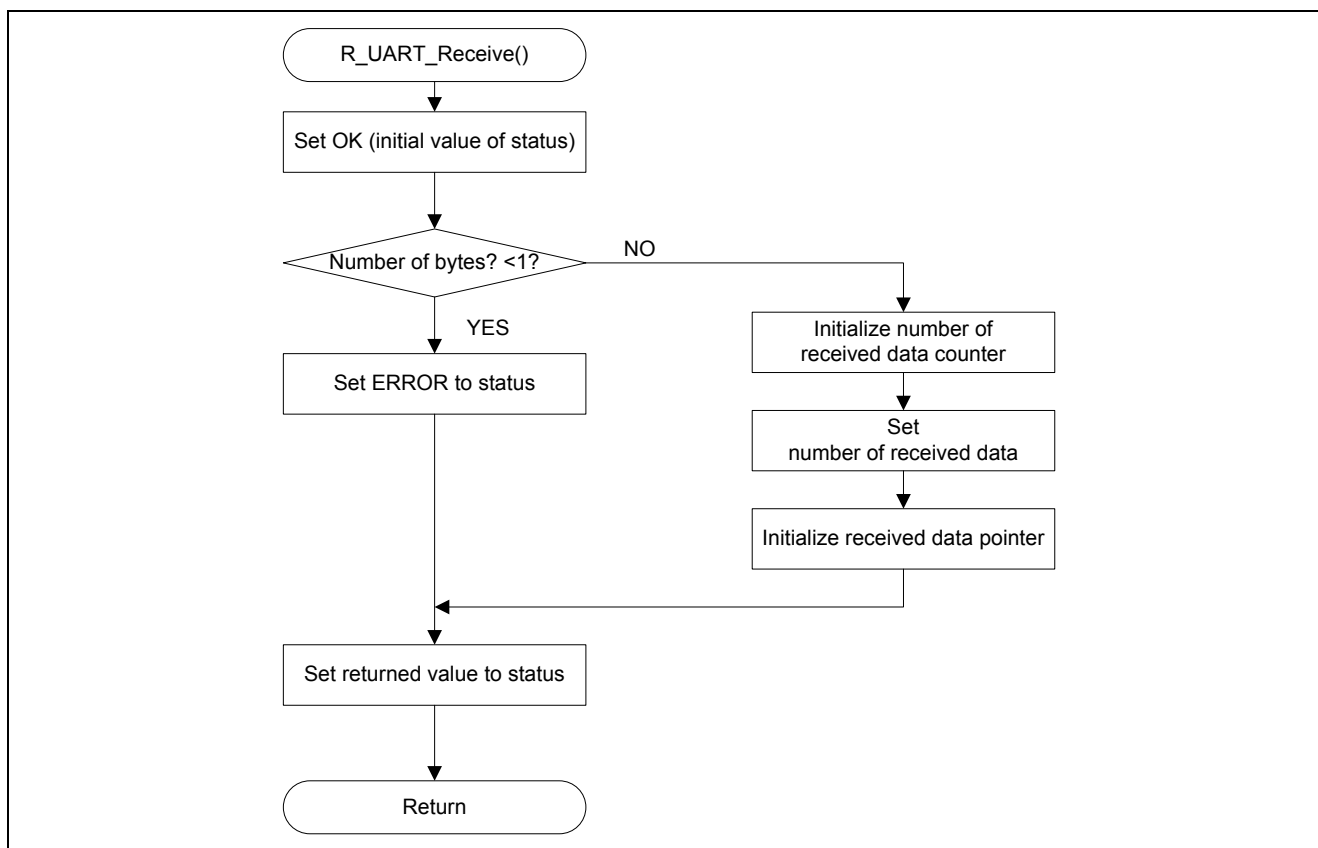 R_UART_Receive()
Set OK (initial value of status)
Number of bytes? <1?
NO
YES
Set ERROR to status
Initialize number of
received data counter
Set
number of received data
Initialize received data pointer
Set returned value to status
Return